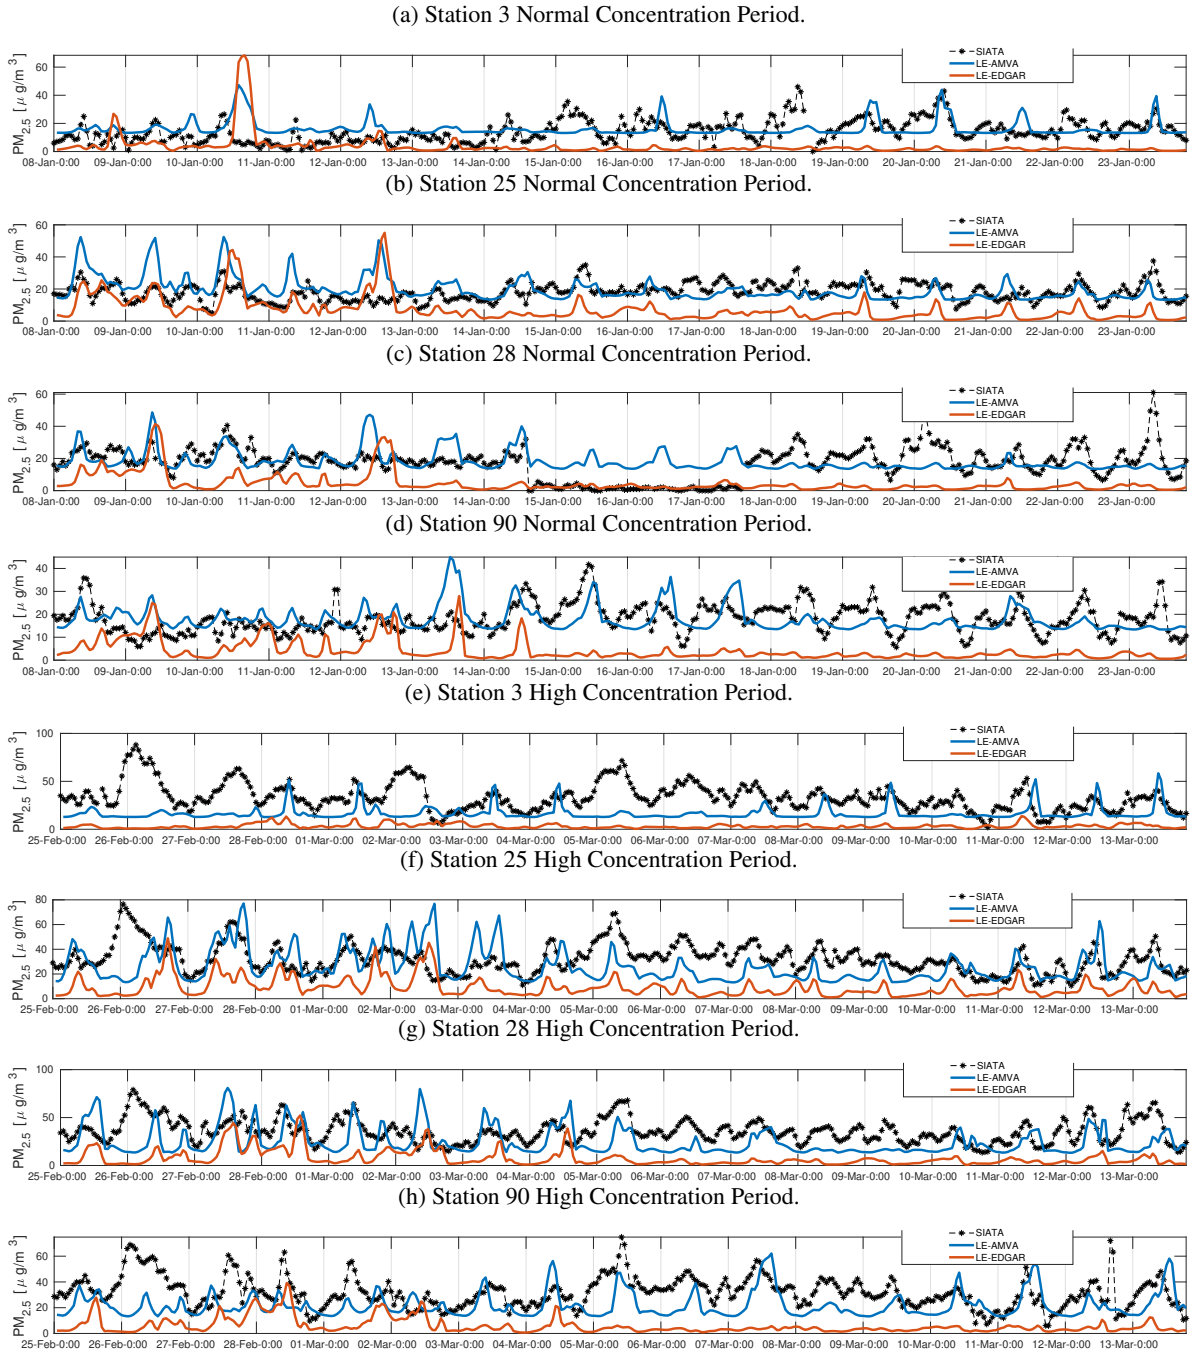 (a) Station 3 Normal Concentration Period.
PM2.5 [ μ g/m 3 ]
60
40
20
0
SIATA
LE-AMVA
LE-EDGAR
08-Jan-0:00 09-Jan-0:00 10-Jan-0:00 11-Jan-0:00 12-Jan-0:00 13-Jan-0:00 14-Jan-0:00 15-Jan-0:00 16-Jan-0:00 17-Jan-0:00 18-Jan-0:00 19-Jan-0:00 20-Jan-0:00 21-Jan-0:00 22-Jan-0:00 23-Jan-0:00
(b) Station 25 Normal Concentration Period.
PM2.5 [ μ g/m 3 ]
60
40
20
0
SIATA
LE-AMVA
LE-EDGAR
08-Jan-0:00 09-Jan-0:00 10-Jan-0:00 11-Jan-0:00 12-Jan-0:00 13-Jan-0:00 14-Jan-0:00 15-Jan-0:00 16-Jan-0:00 17-Jan-0:00 18-Jan-0:00 19-Jan-0:00 20-Jan-0:00 21-Jan-0:00 22-Jan-0:00 23-Jan-0:00
(c) Station 28 Normal Concentration Period.
PM2.5 [ μ g/m 3 ]
60
40
20
0
SIATA
LE-AMVA
LE-EDGAR
08-Jan-0:00 09-Jan-0:00 10-Jan-0:00 11-Jan-0:00 12-Jan-0:00 13-Jan-0:00 14-Jan-0:00 15-Jan-0:00 16-Jan-0:00 17-Jan-0:00 18-Jan-0:00 19-Jan-0:00 20-Jan-0:00 21-Jan-0:00 22-Jan-0:00 23-Jan-0:00
(d) Station 90 Normal Concentration Period.
PM2.5 [ μ g/m 3 ]
40
30
20
10
0
SIATA
LE-AMVA
LE-EDGAR
08-Jan-0:00 09-Jan-0:00 10-Jan-0:00 11-Jan-0:00 12-Jan-0:00 13-Jan-0:00 14-Jan-0:00 15-Jan-0:00 16-Jan-0:00 17-Jan-0:00 18-Jan-0:00 19-Jan-0:00 20-Jan-0:00 21-Jan-0:00 22-Jan-0:00 23-Jan-0:00
(e) Station 3 High Concentration Period.
PM2.5 [ μ g/m 3 ]
100
50
0
SIATA
LE-AMVA
LE-EDGAR
25-Feb-0:00 26-Feb-0:00 27-Feb-0:00 28-Feb-0:00 01-Mar-0:00 02-Mar-0:00 03-Mar-0:00 04-Mar-0:00 05-Mar-0:00 06-Mar-0:00 07-Mar-0:00 08-Mar-0:00 09-Mar-0:00 10-Mar-0:00 11-Mar-0:00 12-Mar-0:00 13-Mar-0:00
(f) Station 25 High Concentration Period.
PM2.5 [ μ g/m 3 ]
80
60
40
20
0
SIATA
LE-AMVA
LE-EDGAR
25-Feb-0:00 26-Feb-0:00 27-Feb-0:00 28-Feb-0:00 01-Mar-0:00 02-Mar-0:00 03-Mar-0:00 04-Mar-0:00 05-Mar-0:00 06-Mar-0:00 07-Mar-0:00 08-Mar-0:00 09-Mar-0:00 10-Mar-0:00 11-Mar-0:00 12-Mar-0:00 13-Mar-0:00
(g) Station 28 High Concentration Period.
PM2.5 [ μ g/m 3 ]
100
50
0
SIATA
LE-AMVA
LE-EDGAR
25-Feb-0:00 26-Feb-0:00 27-Feb-0:00 28-Feb-0:00 01-Mar-0:00 02-Mar-0:00 03-Mar-0:00 04-Mar-0:00 05-Mar-0:00 06-Mar-0:00 07-Mar-0:00 08-Mar-0:00 09-Mar-0:00 10-Mar-0:00 11-Mar-0:00 12-Mar-0:00 13-Mar-0:00
(h) Station 90 High Concentration Period.
PM2.5 [ μ g/m 3 ]
60
40
20
0
SIATA
LE-AMVA
LE-EDGAR
25-Feb-0:00 26-Feb-0:00 27-Feb-0:00 28-Feb-0:00 01-Mar-0:00 02-Mar-0:00 03-Mar-0:00 04-Mar-0:00 05-Mar-0:00 06-Mar-0:00 07-Mar-0:00 08-Mar-0:00 09-Mar-0:00 10-Mar-0:00 11-Mar-0:00 12-Mar-0:00 13-Mar-0:00